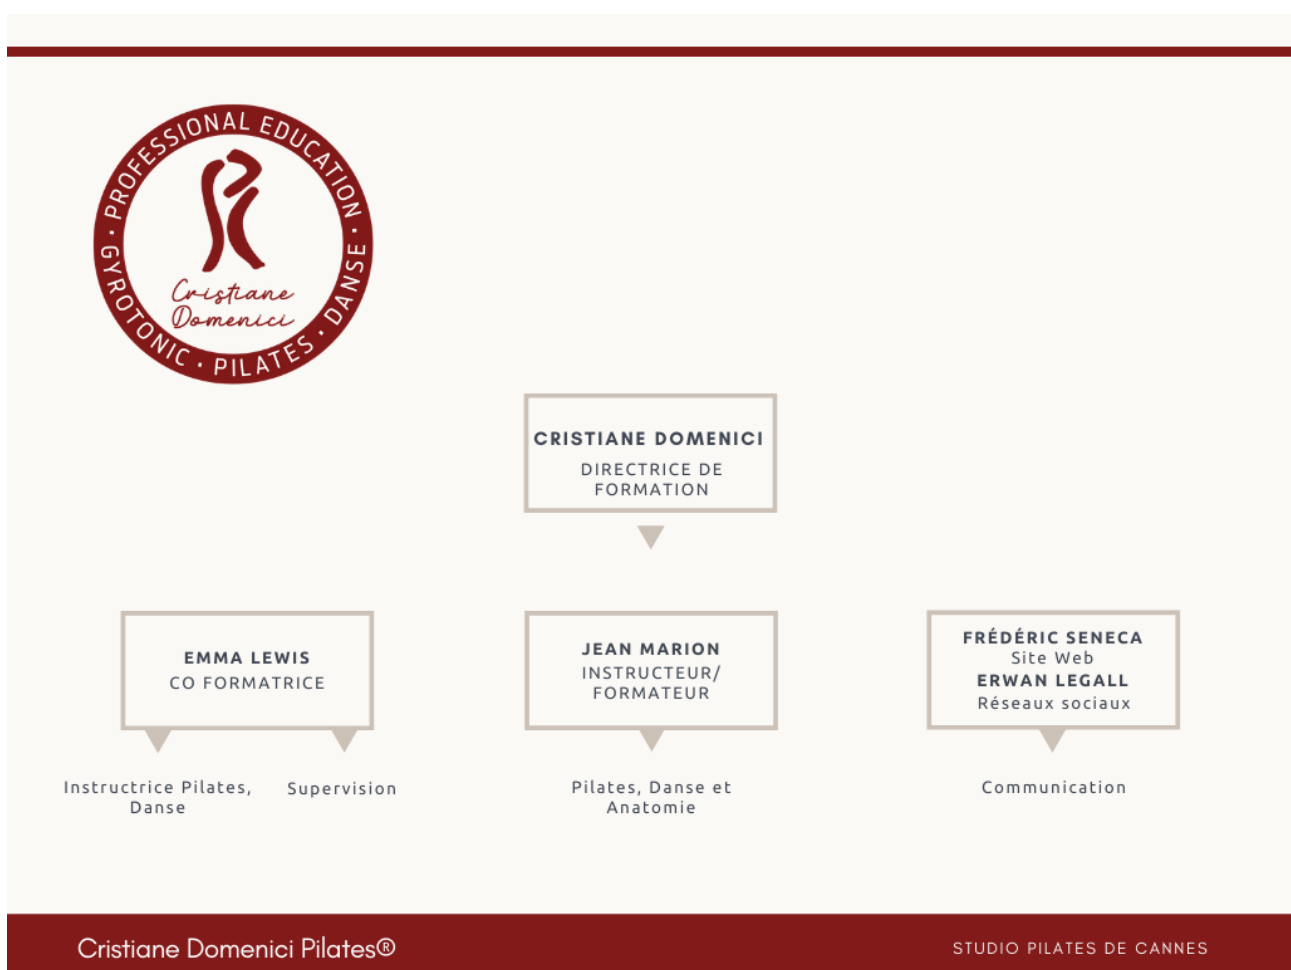 · PROFESSIONAL EDUCATION ·
GYROTONIC · PILATES · DANSE
Cristiane
Domenici
CRISTIANE DOMENICI
DIRECTRICE DE
FORMATION
EMMA LEWIS
CO FORMATRICE
JEAN MARION
INSTRUCTEUR/
FORMATEUR
FRÉDÉRIC SENECA
Site Web
ERWAN LEGALL
Réseaux sociaux
Instructrice Pilates,
Danse
Supervision
Pilates, Danse et
Anatomie
Communication
Cristiane Domenici Pilates®
STUDIO PILATES DE CANNES